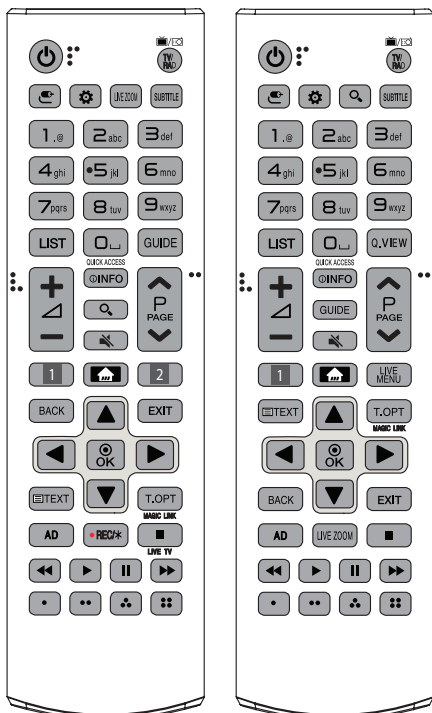 TV/
RAD
LIVE ZOOM SUBTITLE
1.@ 2abc 3def
4ghi 5jkl 6mno
7pqrs 8tuv 9wxyz
LIST 0 GUIDE
QUICK ACCESS
INFO
P
PAGE
1 2
BACK EXIT
OK
TEXT T.OPT
MAGIC LINK
AD REC/*
LIVE TV
TV/
RAD
SUBTITLE
1.@ 2abc 3def
4ghi 5jkl 6mno
7pqrs 8tuv 9wxyz
LIST 0 Q.VIEW
QUICK ACCESS
INFO
P
PAGE
GUIDE
1 LIVE
MENU
TEXT T.OPT
MAGIC LINK
OK
BACK EXIT
AD LIVE ZOOM